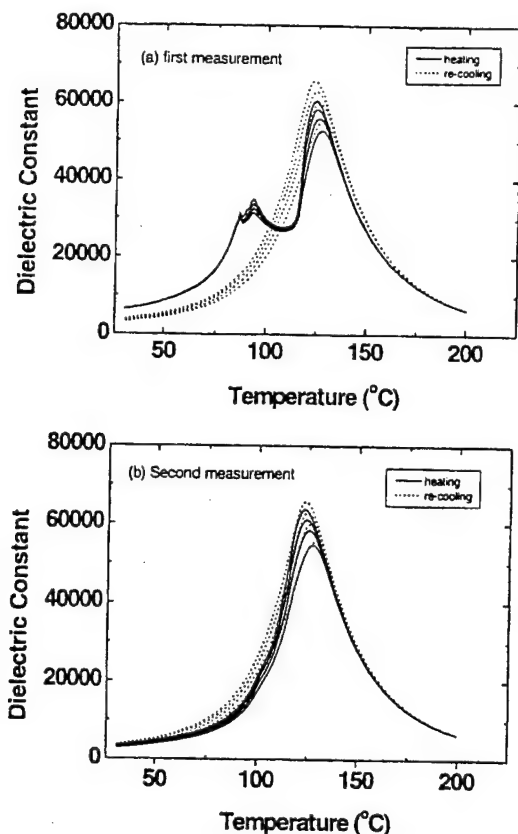 80000
(a) first measurement
heating
re-cooling
60000
40000
20000
0
Dielectric Constant
50
100
150
200
Temperature (°C)
80000
(b) Second measurement
heating
re-cooling
60000
40000
20000
0
Dielectric Constant
50
100
150
200
Temperature (°C)